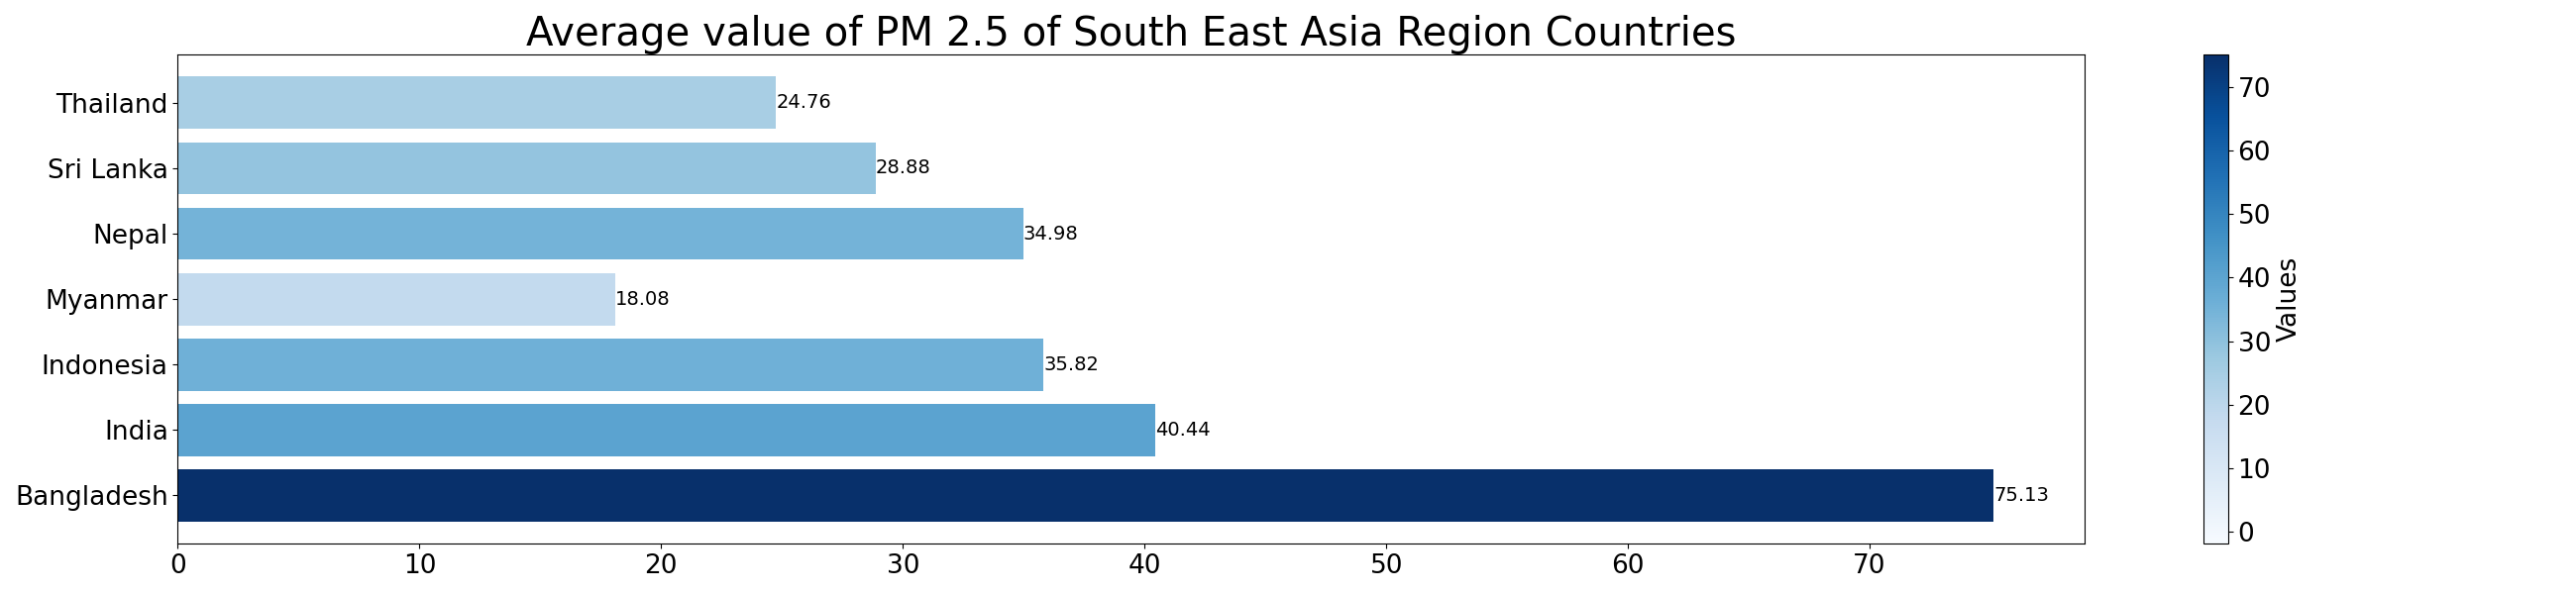 Average value of PM 2.5 of South East Asia Region Countries
Thailand
24.76
Sri Lanka
28.88
Nepal
34.98
Myanmar
18.08
Indonesia
35.82
India
40.44
Bangladesh
75.13
0 10 20 30 40 50 60 70
70
60
50
40
30
20
10
0
Values